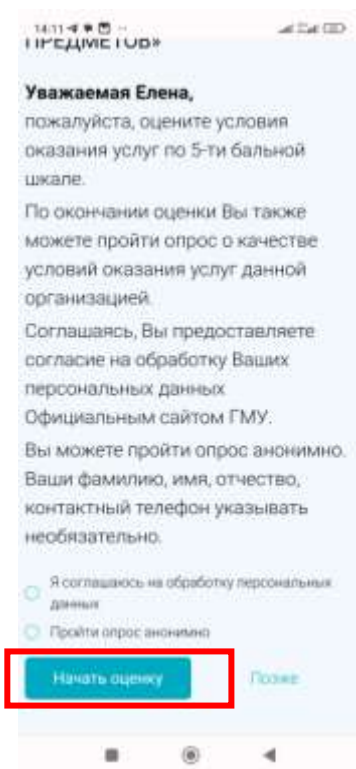 14:11
ПРЕДМЕТОВ»
Уважаемая Елена,
пожалуйста, оцените условия
оказания услуг по 5-ти бальной
шкале.
По окончании оценки Вы также
можете пройти опрос о качестве
условий оказания услуг данной
организацией.
Соглашаясь, Вы предоставляете
согласие на обработку Ваших
персональных данных
Официальным сайтом ГМУ.
Вы можете пройти опрос анонимно.
Ваши фамилию, имя, отчество,
контактный телефон указывать
необязательно.
Я соглашаюсь на обработку персональных
данных
Пройти опрос анонимно
Начать оценку
Позже